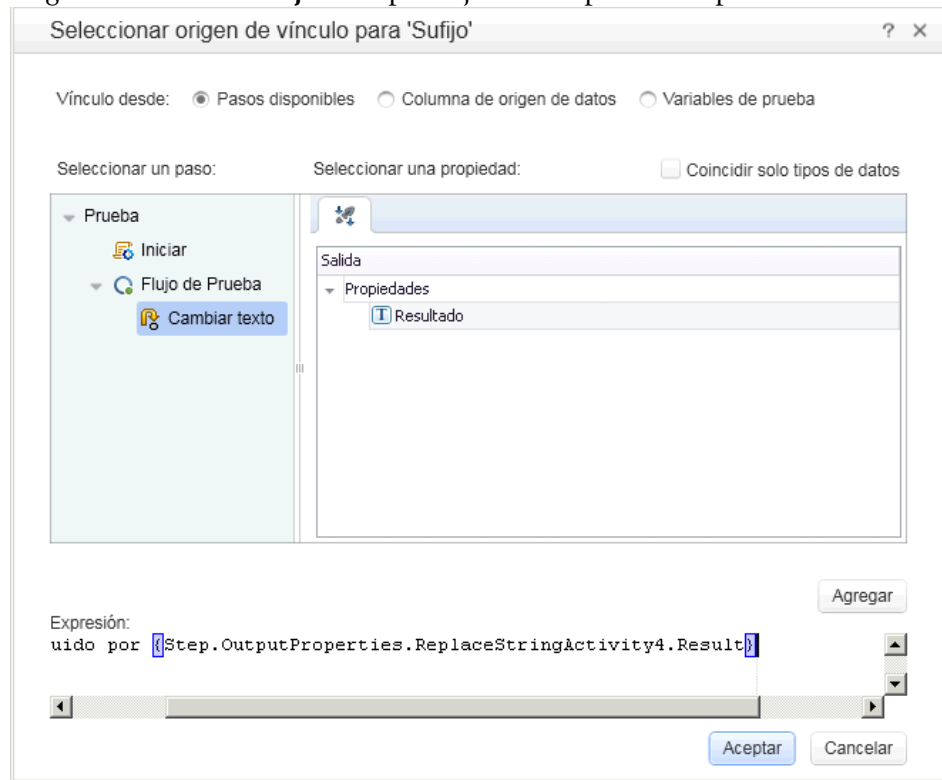 Seleccionar origen de vínculo para 'Sufijo'
Vínculo desde: Pasos disponibles Columna de origen de datos Variables de prueba
Seleccionar un paso: Seleccionar una propiedad: Coincidir solo tipos de datos
Prueba
Iniciar
Flujo de Prueba
Cambiar texto
Salida
Propiedades
T Resultado
Agregar
Expresión:
uido por {Step.OutputProperties.ReplaceStringActivity4.Result}
Aceptar Cancelar